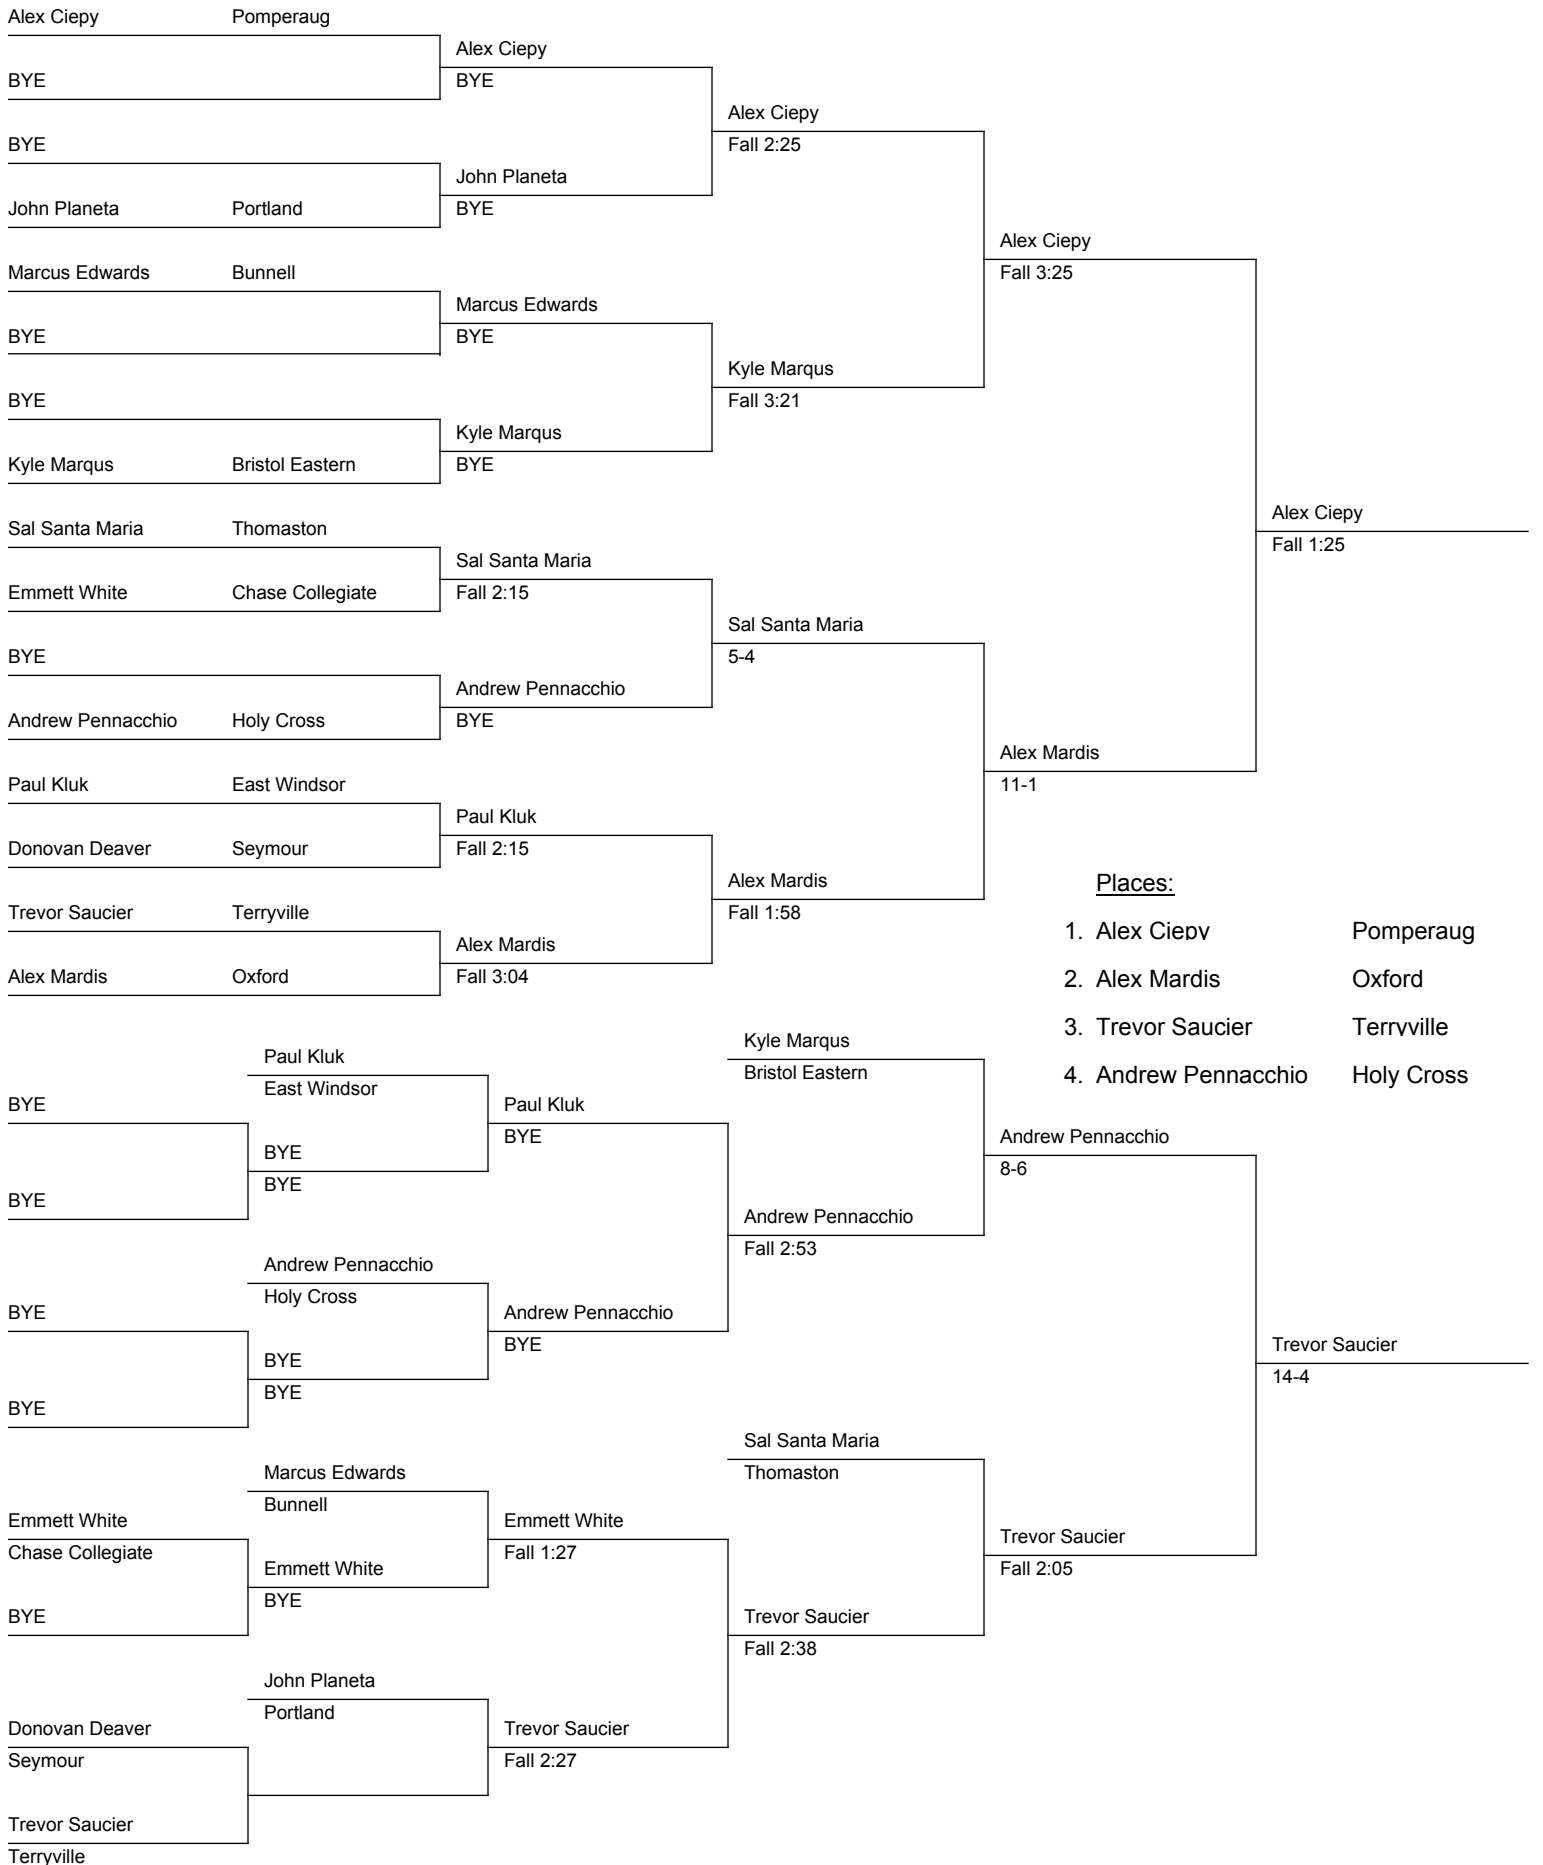 Alex Ciepy Pomperaug
Alex Ciepy
BYE
BYE
Alex Ciepy
Fall 2:25
BYE
John Planeta
BYE
John Planeta Portland
Alex Ciepy
Fall 3:25
Marcus Edwards Bunnell
Marcus Edwards
BYE
BYE
Kyle Marqus
Fall 3:21
BYE
Kyle Marqus
BYE
Kyle Marqus Bristol Eastern
Alex Ciepy
Fall 1:25
Sal Santa Maria Thomaston
Sal Santa Maria
Fall 2:15
Emmett White Chase Collegiate
Sal Santa Maria
5-4
BYE
Andrew Pennacchio
BYE
Andrew Pennacchio Holy Cross
Alex Mardis
11-1
Paul Kluk East Windsor
Paul Kluk
Fall 2:15
Donovan Deaver Seymour
Alex Mardis
Fall 1:58
Trevor Saucier Terryville
Alex Mardis
Fall 3:04
Alex Mardis Oxford
Places:
1. Alex Ciepy Pomperaug
2. Alex Mardis Oxford
3. Trevor Saucier Terryville
4. Andrew Pennacchio Holy Cross
Kyle Marqus
Bristol Eastern
Paul Kluk
East Windsor
BYE
Paul Kluk
BYE
BYE
BYE
BYE
Andrew Pennacchio
8-6
Andrew Pennacchio
Fall 2:53
Andrew Pennacchio
Holy Cross
BYE
Andrew Pennacchio
BYE
BYE
BYE
BYE
Trevor Saucier
14-4
Sal Santa Maria
Thomaston
Marcus Edwards
Bunnell
Emmett White
Chase Collegiate
Emmett White
Fall 1:27
Emmett White
BYE
BYE
Trevor Saucier
Fall 2:05
Trevor Saucier
Fall 2:38
John Planeta
Portland
Donovan Deaver
Seymour
Trevor Saucier
Fall 2:27
Trevor Saucier
Terryville